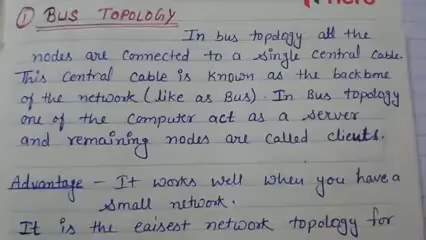 ① BUS TOPOLOGY
In bus topology all the
nodes are connected to a single central cable.
This central cable is known as the backbone
of the network (like as Bus). In Bus topology
one of the computer act as a server
and remaining nodes are called clients.
Advantage - It works well when you have a
small network.
It is the eaisest network topology for